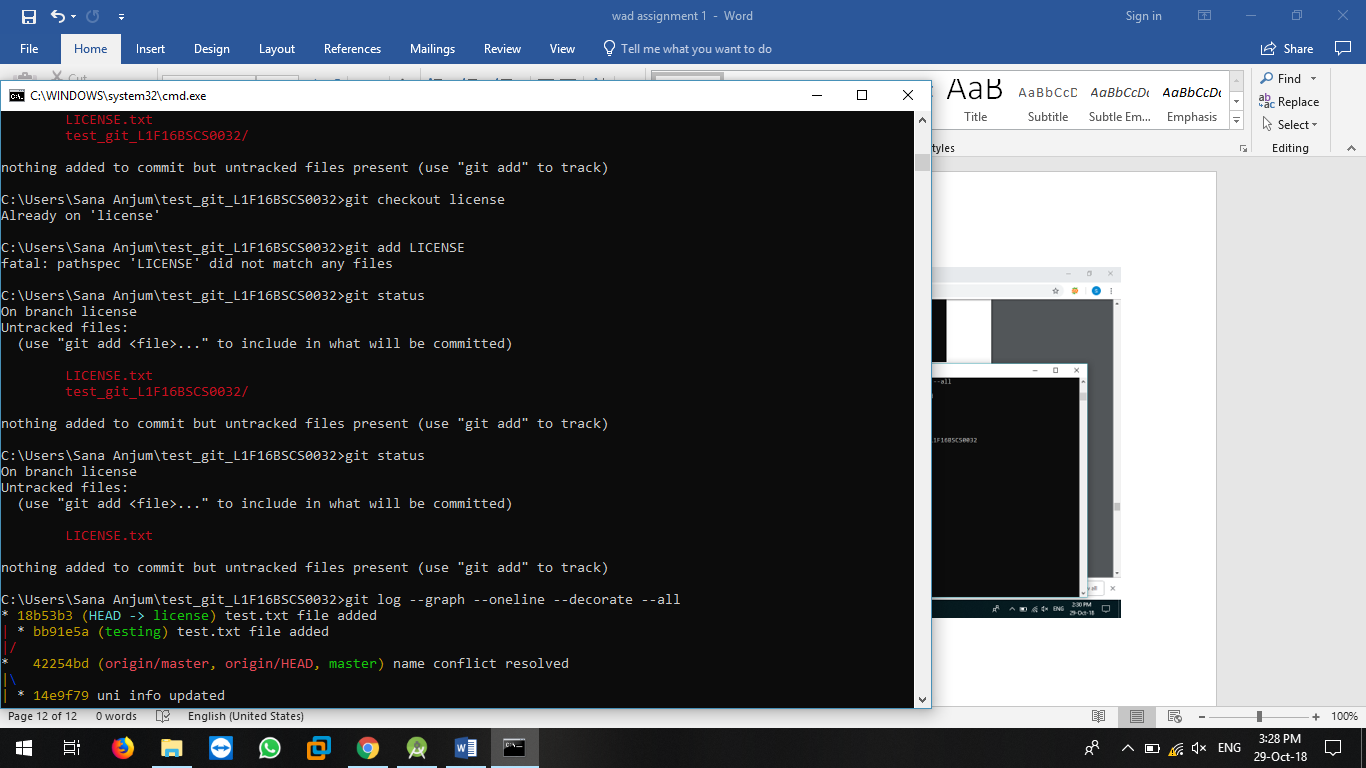 wad assignment 1 - Word
Sign in
File Home Insert Design Layout References Mailings Review View Tell me what you want to do
Share
Cut
AaB AaBbCcD AaBbCcDc AaBbCcDc
Title Subtitle Subtle Em... Emphasis
Find
Replace
Select
Editing
C:\WINDOWS\system32\cmd.exe
LICENSE.txt
test_git_L1F16BSCS0032/
nothing added to commit but untracked files present (use "git add" to track)
C:\Users\Sana Anjum\test_git_L1F16BSCS0032>git checkout license
Already on 'license'
C:\Users\Sana Anjum\test_git_L1F16BSCS0032>git add LICENSE
fatal: pathspec 'LICENSE' did not match any files
C:\Users\Sana Anjum\test_git_L1F16BSCS0032>git status
On branch license
Untracked files:
(use "git add <file>..." to include in what will be committed)
LICENSE.txt
test_git_L1F16BSCS0032/
nothing added to commit but untracked files present (use "git add" to track)
C:\Users\Sana Anjum\test_git_L1F16BSCS0032>git status
On branch license
Untracked files:
(use "git add <file>..." to include in what will be committed)
LICENSE.txt
nothing added to commit but untracked files present (use "git add" to track)
C:\Users\Sana Anjum\test_git_L1F16BSCS0032>git log --graph --oneline --decorate --all
* 18b53b3 (HEAD -> license) test.txt file added
| * bb91e5a (testing) test.txt file added
|/
* 42254bd (origin/master, origin/HEAD, master) name conflict resolved
|\
| * 14e9f79 uni info updated
--all
L1F16BSCS0032
ENG
2:30 PM
29-Oct-18
Page 12 of 12 0 words English (United States)
100%
ENG
3:28 PM
29-Oct-18